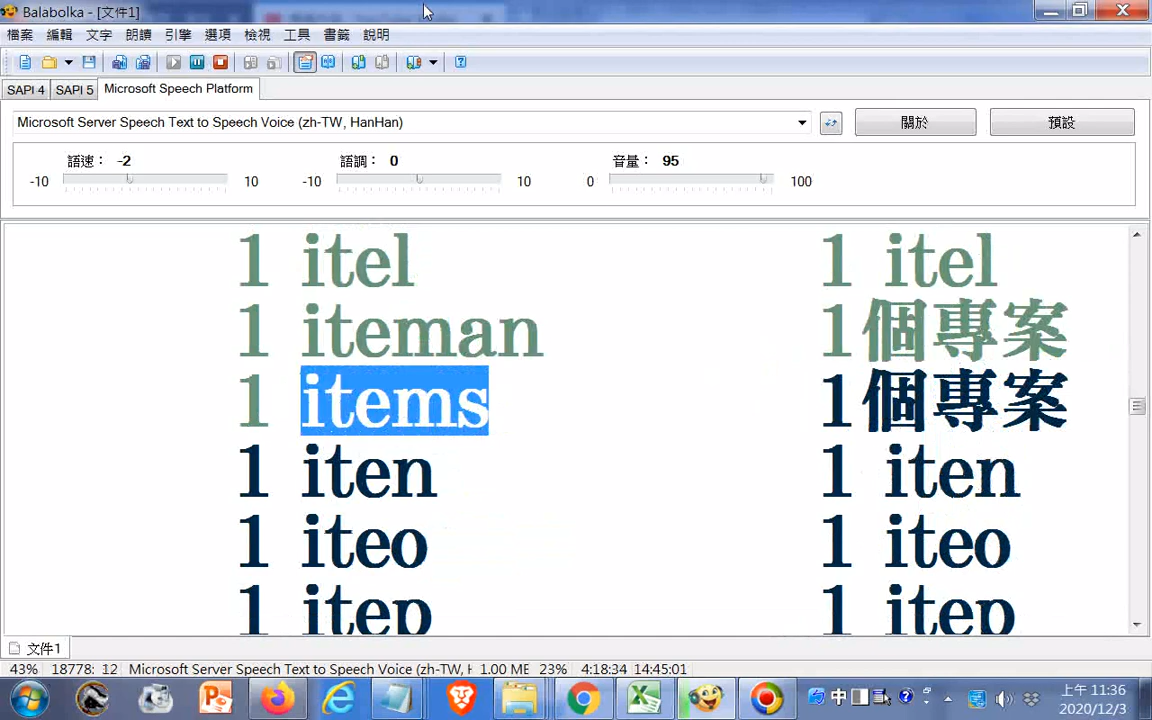 Balabolka - [文件1]
檔案 編輯 文字 朗讀 引擎 選項 檢視 工具 書籤 說明
SAPI 4 SAPI 5 Microsoft Speech Platform
Microsoft Server Speech Text to Speech Voice (zh-TW, HanHan) 關於 預設
語速： -2 語調： 0 音量： 95
-10 10 -10 10 0 100
1 itel 1 itel
1 iteman 1個專案
1 items 1個專案
1 iten 1 iten
1 iteo 1 iteo
1 itep 1 itep
文件1
43% 18778: 12 Microsoft Server Speech Text to Speech Voice (zh-TW, H 1.00 ME 23% 4:18:34 14:45:01
中 上午 11:36
2020/12/3